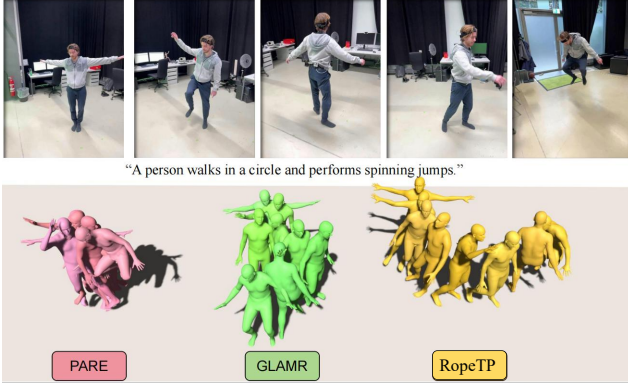 “A person walks in a circle and performs spinning jumps.”
PARE
GLAMR
RopeTP